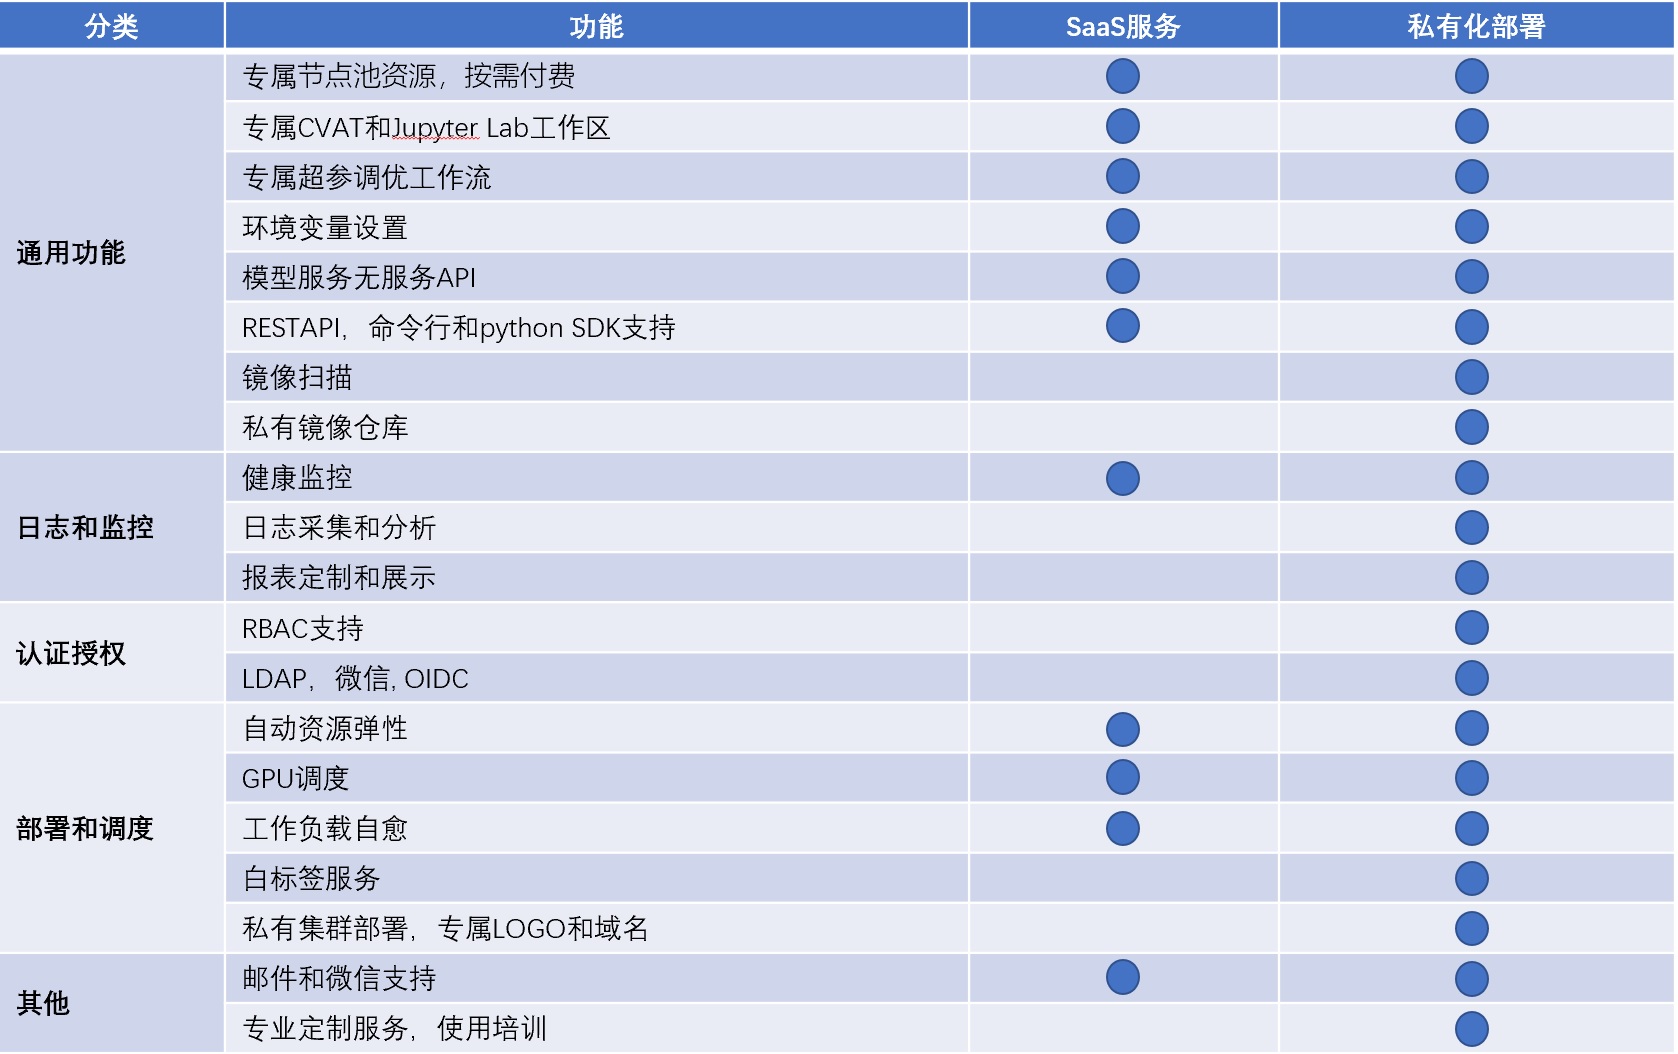 分类 功能 SaaS服务 私有化部署
通用功能
专属节点池资源，按需付费
专属CVAT和Jupyter Lab工作区
专属超参调优工作流
环境变量设置
模型服务无服务API
RESTAPI，命令行和python SDK支持
镜像扫描
私有镜像仓库
日志和监控
健康监控
日志采集和分析
报表定制和展示
认证授权
RBAC支持
LDAP，微信, OIDC
部署和调度
自动资源弹性
GPU调度
工作负载自愈
白标签服务
私有集群部署，专属LOGO和域名
其他
邮件和微信支持
专业定制服务，使用培训